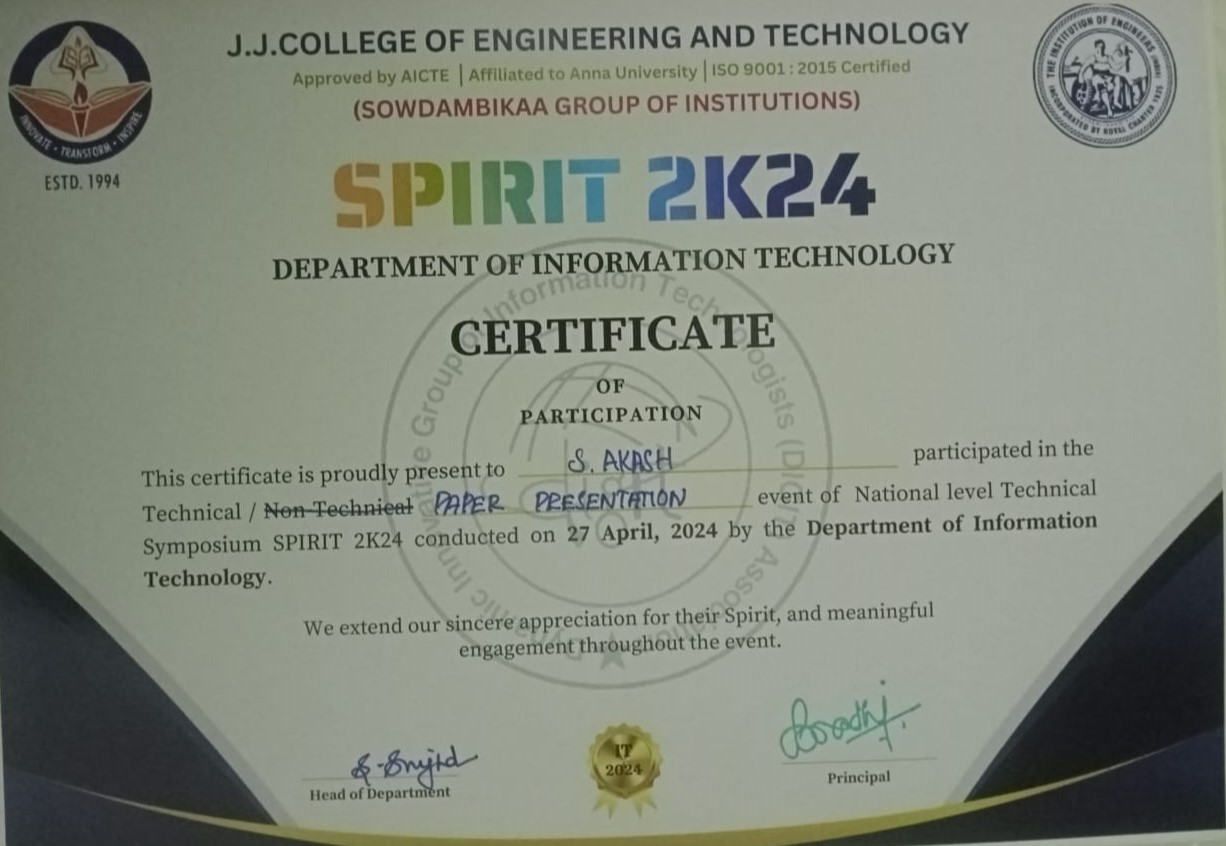 J.J.COLLEGE OF ENGINEERING AND TECHNOLOGY
Approved by AICTE | Affiliated to Anna University | ISO 9001 : 2015 Certified
(SOWDAMBIKAA GROUP OF INSTITUTIONS)
INNOVATE · TRANSFORM · INSPIRE
ESTD. 1994
THE INSTITUTION OF ENGINEERS (INDIA)
INCORPORATED BY ROYAL CHARTER 1935
SPIRIT 2K24
DEPARTMENT OF INFORMATION TECHNOLOGY
CERTIFICATE
OF
PARTICIPATION
This certificate is proudly present to S. AKASH participated in the
Technical / Non-Technical PAPER PRESENTATION event of National level Technical
Symposium SPIRIT 2K24 conducted on 27 April, 2024 by the Department of Information
Technology.
We extend our sincere appreciation for their Spirit, and meaningful
engagement throughout the event.
Head of Department
IT
2024
Principal